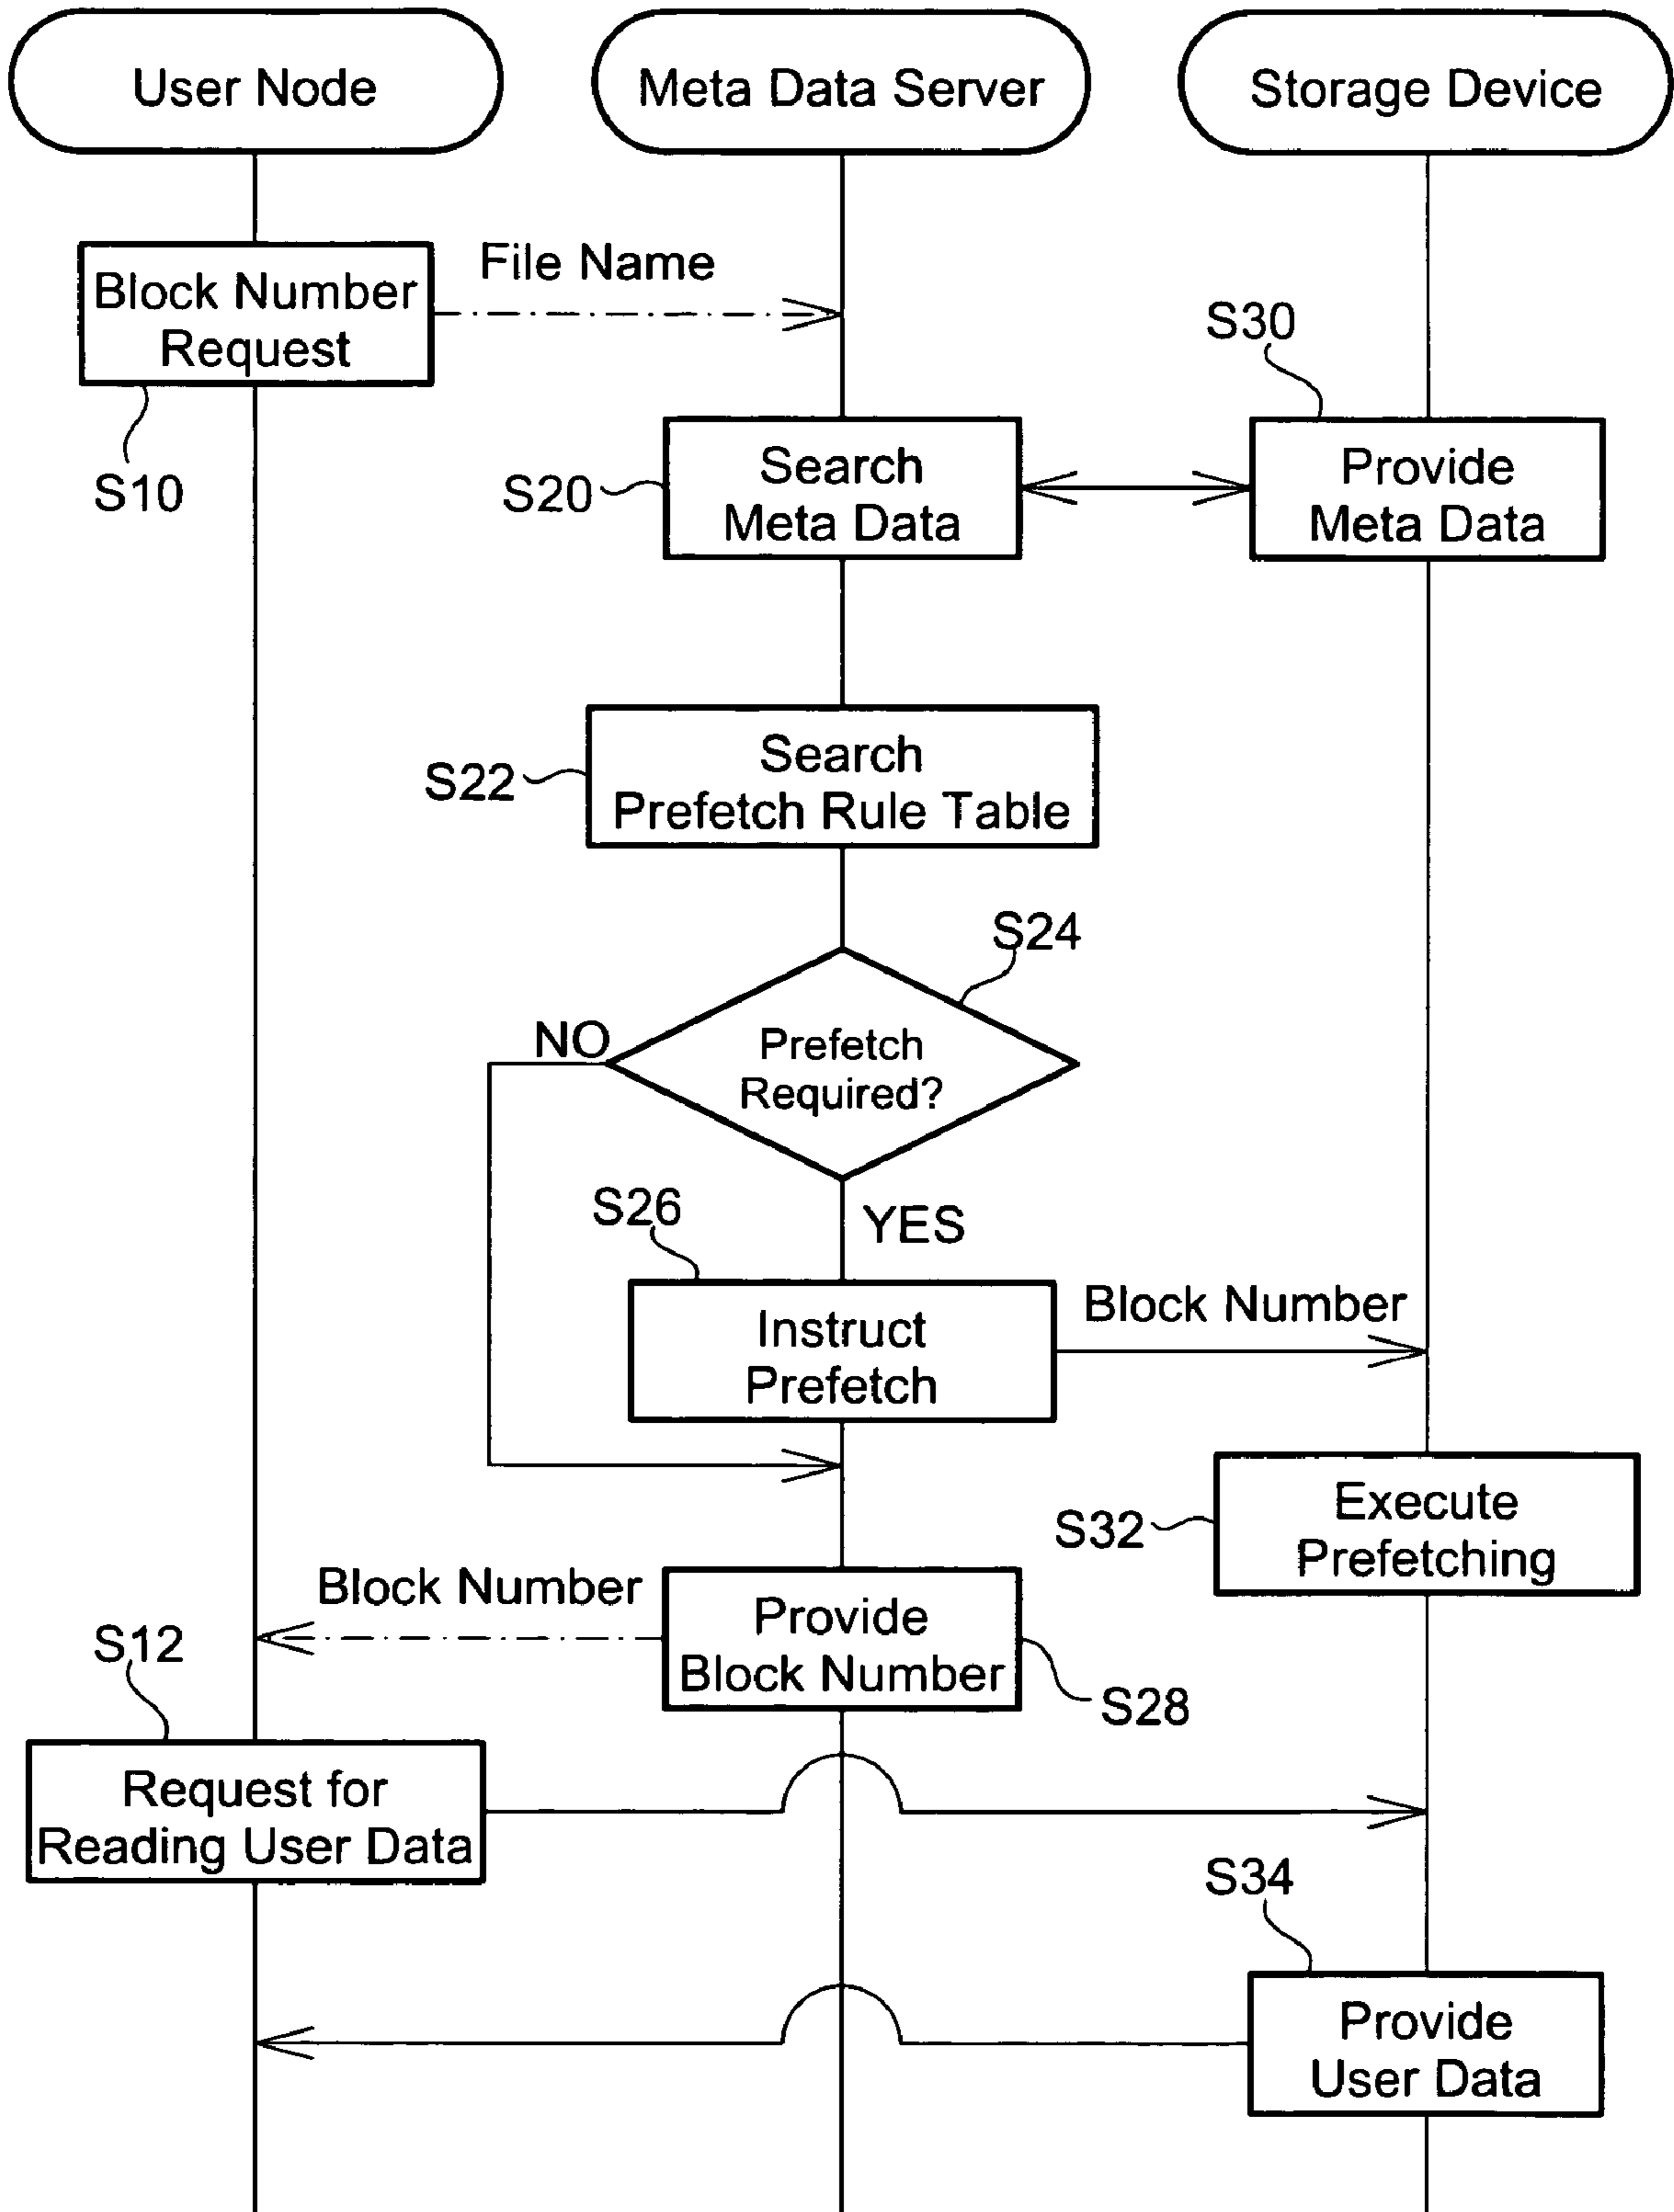 User Node
Meta Data Server
Storage Device
File Name
Block Number
Request
S10
S30
S20
Search
Meta Data
Provide
Meta Data
S22
Search
Prefetch Rule Table
S24
NO
Prefetch
Required?
S26
YES
Instruct
Prefetch
Block Number
S32
Execute
Prefetching
Block Number
Provide
Block Number
S12
S28
Request for
Reading User Data
S34
Provide
User Data